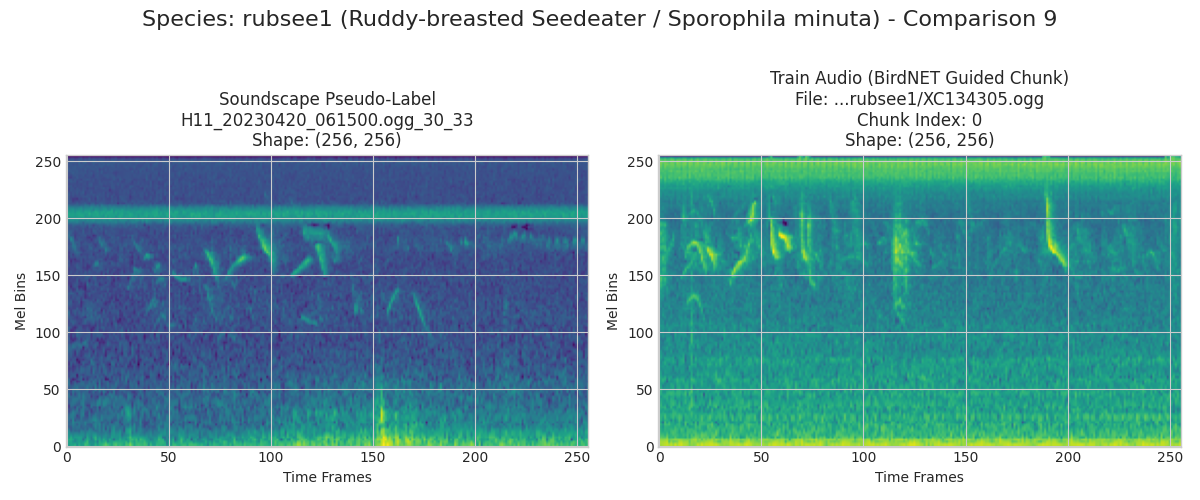 Species: rubsee1 (Ruddy-breasted Seedeater / Sporophila minuta) - Comparison 9
Soundscape Pseudo-Label
H11_20230420_061500.ogg_30_33
Shape: (256, 256)
250
200
150
100
50
0
Mel Bins
0 50 100 150 200 250
Time Frames
Train Audio (BirdNET Guided Chunk)
File: ...rubsee1/XC134305.ogg
Chunk Index: 0
Shape: (256, 256)
250
200
150
100
50
0
Mel Bins
0 50 100 150 200 250
Time Frames